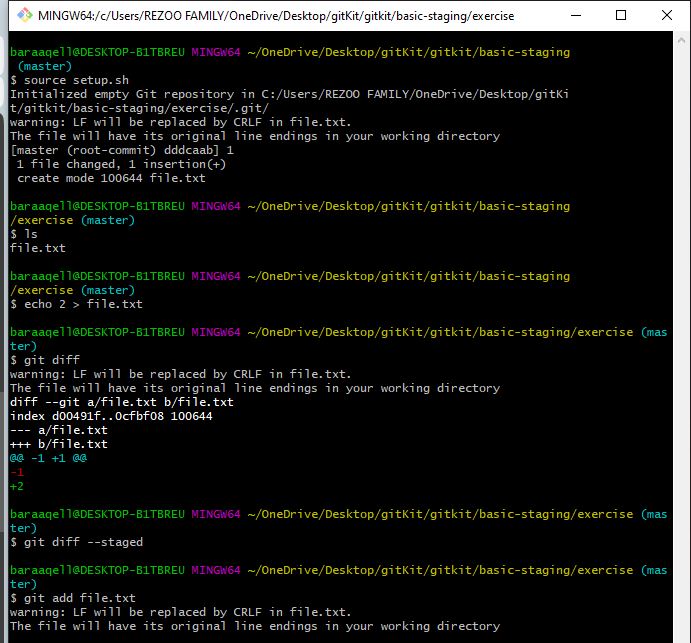 MINGW64:/c/Users/REZOO FAMILY/OneDrive/Desktop/gitKit/gitkit/basic-staging/exercise
baraaqell@DESKTOP-B1TBREU MINGW64 ~/OneDrive/Desktop/gitKit/gitkit/basic-staging
(master)
$ source setup.sh
Initialized empty Git repository in C:/Users/REZOO FAMILY/OneDrive/Desktop/gitKi
t/gitkit/basic-staging/exercise/.git/
warning: LF will be replaced by CRLF in file.txt.
The file will have its original line endings in your working directory
[master (root-commit) dddcaab] 1
1 file changed, 1 insertion(+)
create mode 100644 file.txt
baraaqell@DESKTOP-B1TBREU MINGW64 ~/OneDrive/Desktop/gitKit/gitkit/basic-staging
/exercise (master)
$ ls
file.txt
baraaqell@DESKTOP-B1TBREU MINGW64 ~/OneDrive/Desktop/gitKit/gitkit/basic-staging
/exercise (master)
$ echo 2 > file.txt
baraaqell@DESKTOP-B1TBREU MINGW64 ~/OneDrive/Desktop/gitKit/gitkit/basic-staging/exercise (mas
ter)
$ git diff
warning: LF will be replaced by CRLF in file.txt.
The file will have its original line endings in your working directory
diff --git a/file.txt b/file.txt
index d00491f..0cfbf08 100644
--- a/file.txt
+++ b/file.txt
@@ -1 +1 @@
-1
+2
baraaqell@DESKTOP-B1TBREU MINGW64 ~/OneDrive/Desktop/gitKit/gitkit/basic-staging/exercise (mas
ter)
$ git diff --staged
baraaqell@DESKTOP-B1TBREU MINGW64 ~/OneDrive/Desktop/gitKit/gitkit/basic-staging/exercise (mas
ter)
$ git add file.txt
warning: LF will be replaced by CRLF in file.txt.
The file will have its original line endings in your working directory